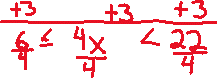 +3 +3 +3
6/4 ≤ 4x/4 < 22/4